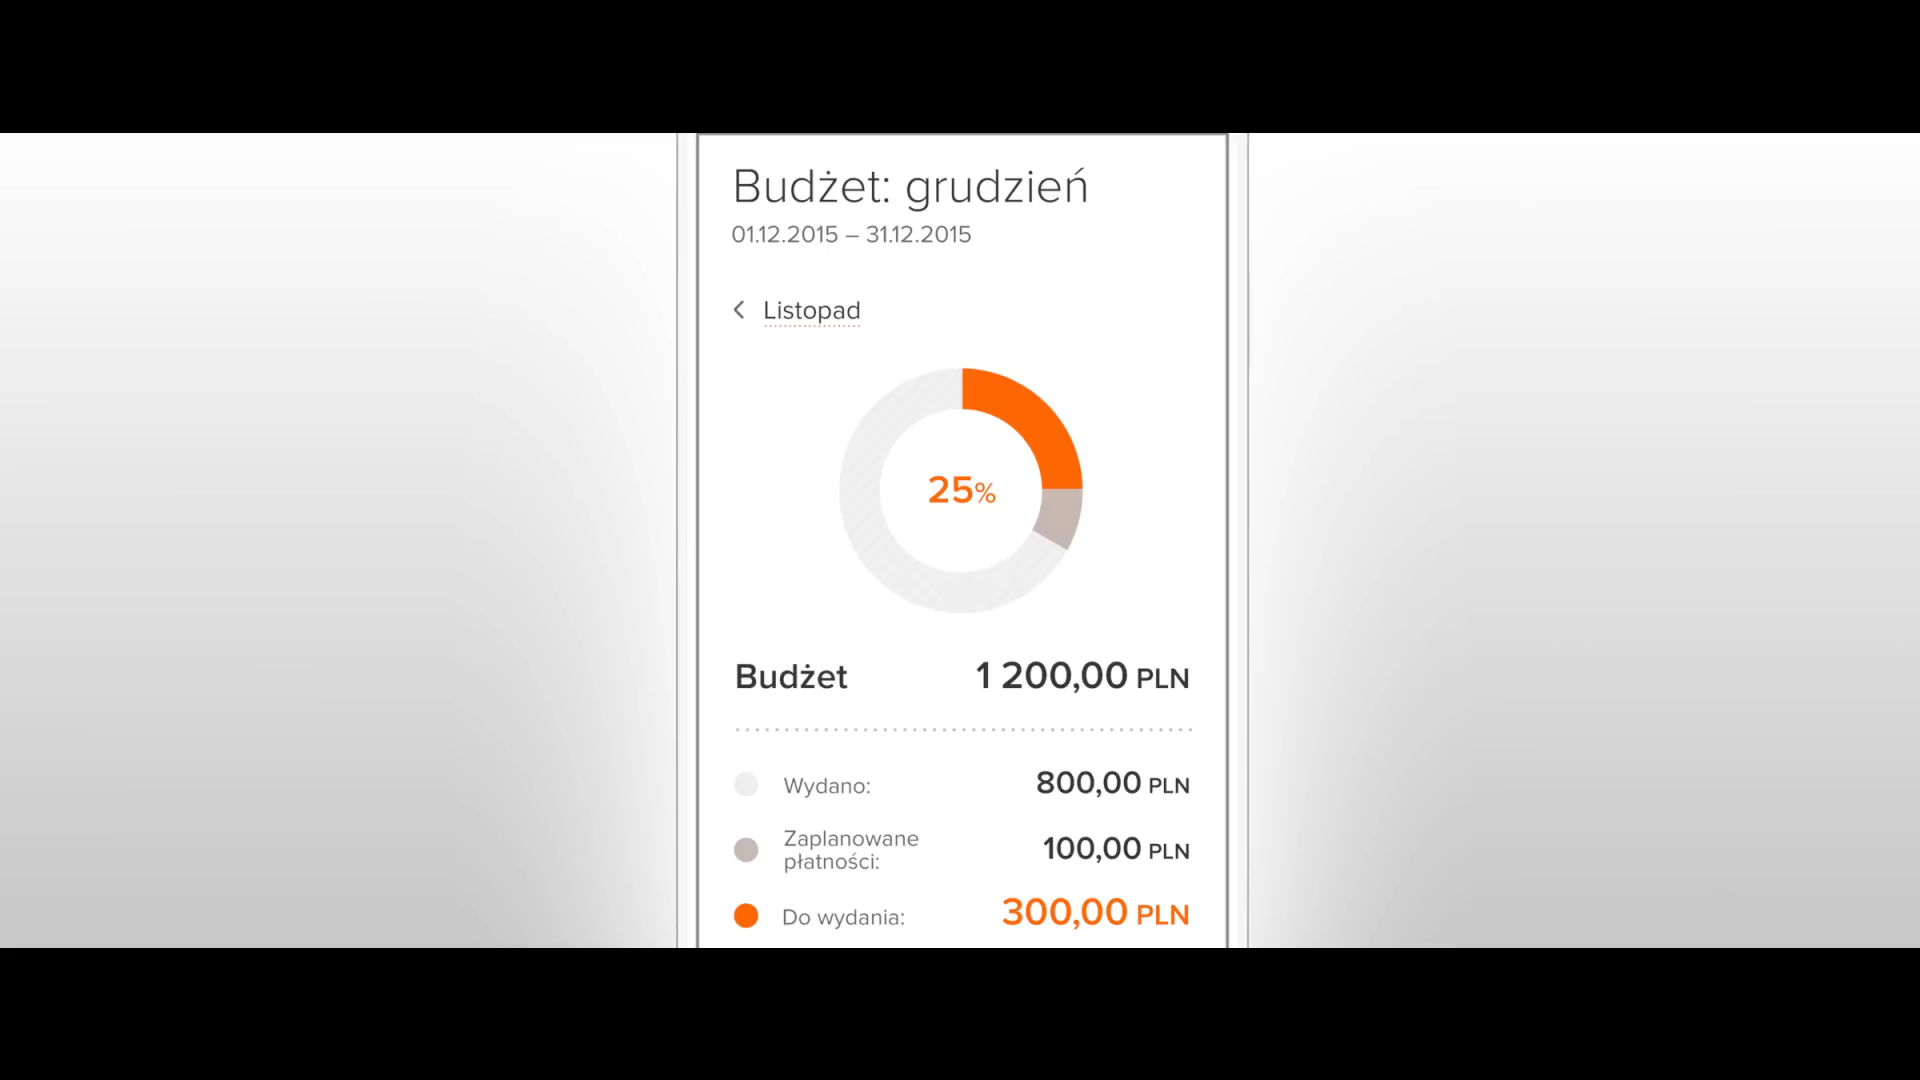 Budżet: grudzień
01.12.2015 – 31.12.2015
Listopad
25%
Budżet 1 200,00 PLN
Wydano: 800,00 PLN
Zaplanowane
płatności: 100,00 PLN
Do wydania: 300,00 PLN